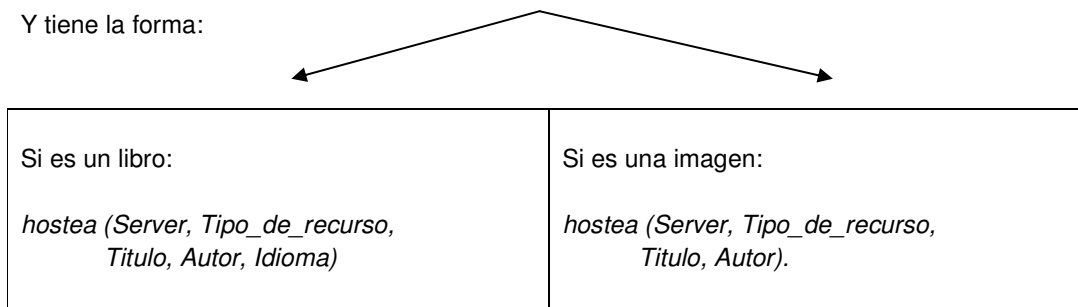 Y tiene la forma:
Si es un libro:
hostea (Server, Tipo_de_recurso,
Titulo, Autor, Idioma)
Si es una imagen:
hostea (Server, Tipo_de_recurso,
Titulo, Autor).